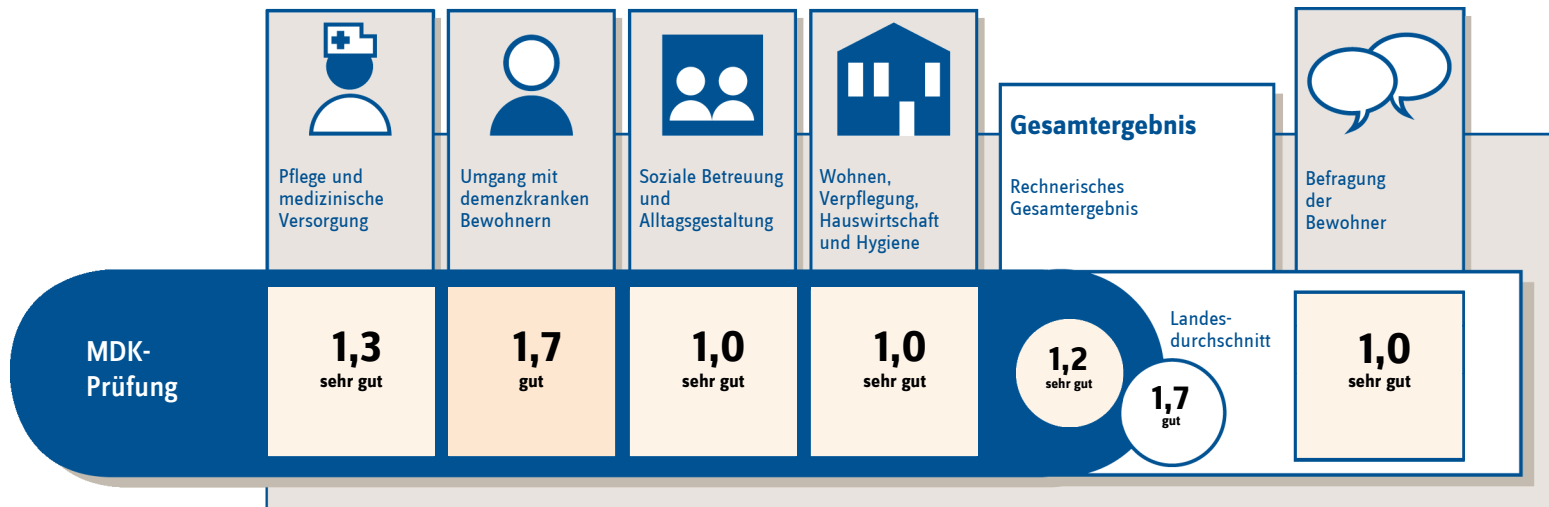 Pflege und
medizinische
Versorgung
Umgang mit
demenzkranken
Bewohnern
Soziale Betreuung
und
Alltagsgestaltung
Wohnen,
Verpflegung,
Hauswirtschaft
und Hygiene
Gesamtergebnis
Rechnerisches
Gesamtergebnis
Befragung
der
Bewohner
MDK-
Prüfung
1,3
sehr gut
1,7
gut
1,0
sehr gut
1,0
sehr gut
1,2
sehr gut
Landes-
durchschnitt
1,7
gut
1,0
sehr gut